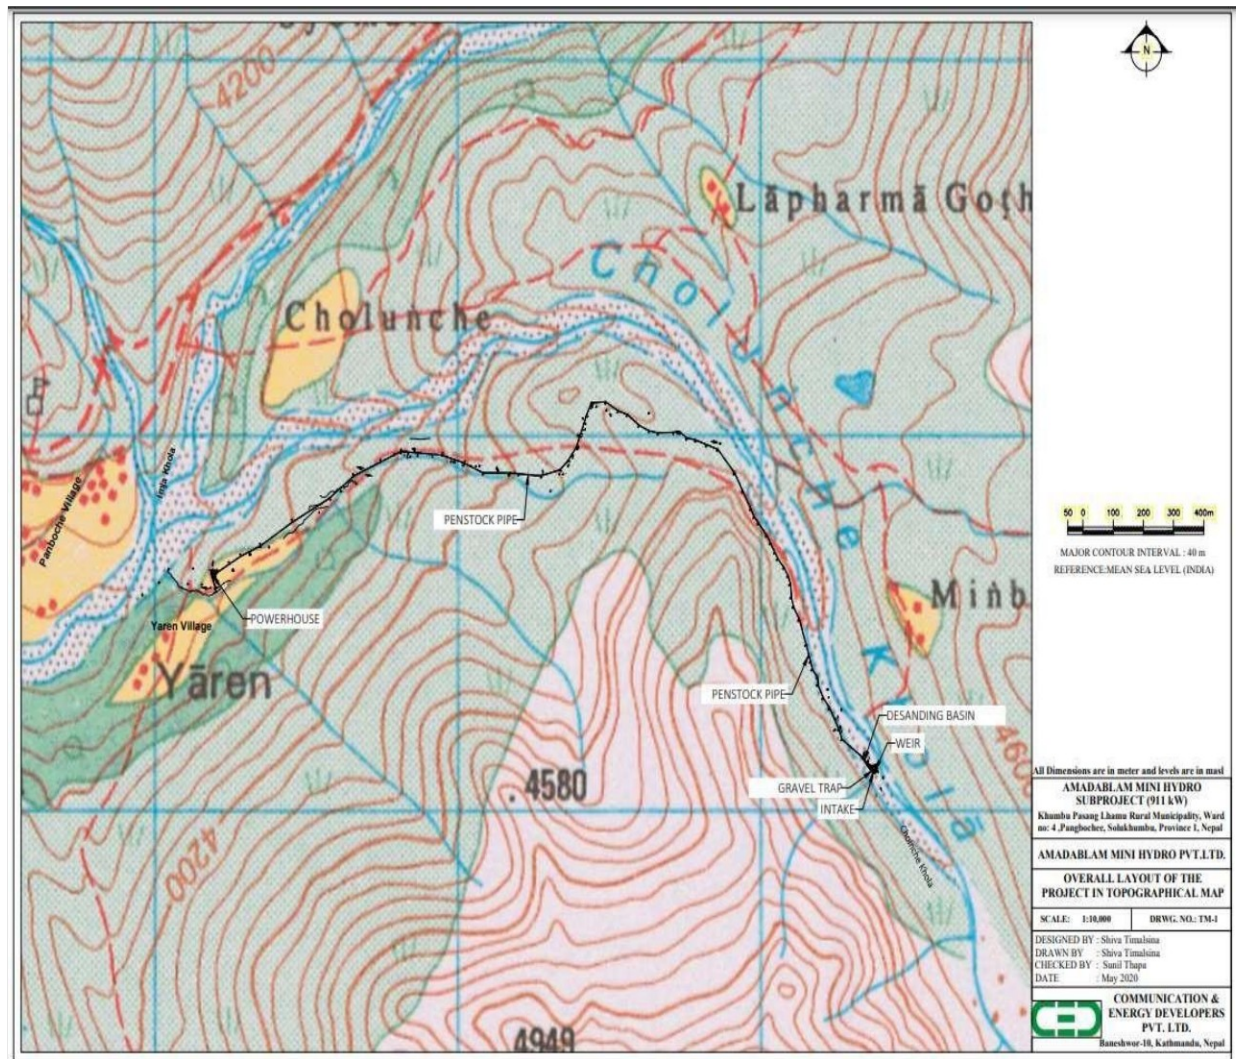 N
4200
Lāpharmā Goṭh
Cholunche
Cholunche Kholā
Imja Khola
Panboche Village
PENSTOCK PIPE
POWERHOUSE
Yaren Village
Yāren
Minb
PENSTOCK PIPE
DESANDING BASIN
WEIR
GRAVEL TRAP
INTAKE
4580
4200
460
4949
50 0 100 200 300 400m
MAJOR CONTOUR INTERVAL : 40 m
REFERENCE:MEAN SEA LEVEL (INDIA)
All Dimensions are in meter and levels are in masl
AMADABLAM MINI HYDRO
SUBPROJECT (911 kW)
Khumbu Pasang Lhamu Rural Municipality, Ward
no: 4 ,Pangbochee, Solukhumbu, Province 1, Nepal
AMADABLAM MINI HYDRO PVT.LTD.
OVERALL LAYOUT OF THE
PROJECT IN TOPOGRAPHICAL MAP
SCALE: 1:10,000 DRWG. NO.: TM-1
DESIGNED BY : Shiva Timalsina
DRAWN BY : Shiva Timalsina
CHECKED BY : Sunil Thapa
DATE : May 2020
COMMUNICATION &
ENERGY DEVELOPERS
PVT. LTD.
Baneshwor-10, Kathmandu, Nepal